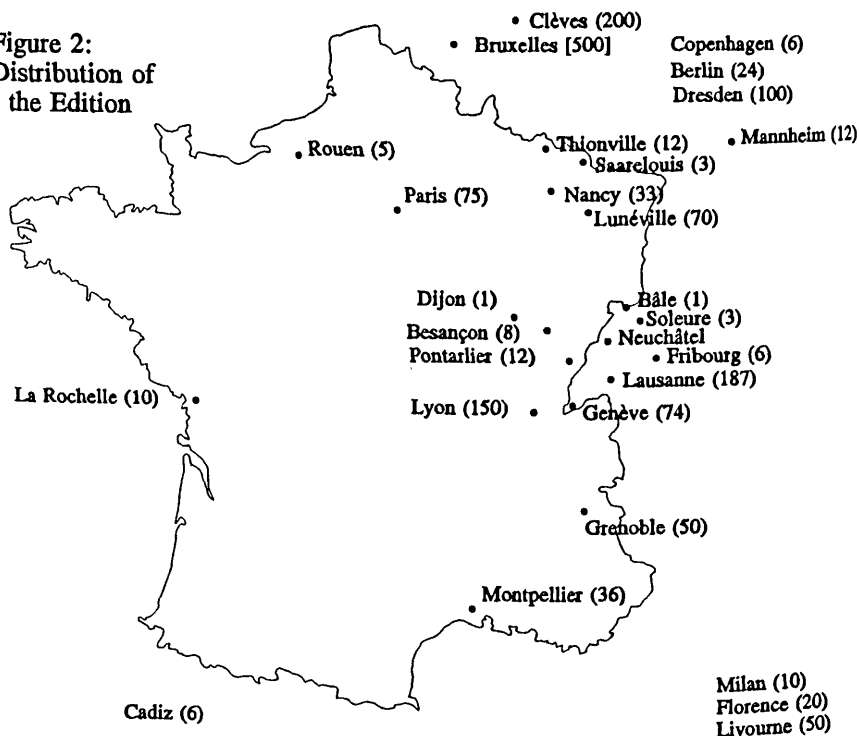 Figure 2:
Distribution of
the Edition
Clèves (200)
Bruxelles [500]
Copenhagen (6)
Berlin (24)
Dresden (100)
Mannheim (12)
Rouen (5)
Thionville (12)
Saarelouis (3)
Paris (75)
Nancy (33)
Lunéville (70)
Dijon (1)
Bâle (1)
Soleure (3)
Besançon (8)
Neuchâtel
Pontarlier (12)
Fribourg (6)
Lausanne (187)
La Rochelle (10)
Lyon (150)
Genève (74)
Grenoble (50)
Montpellier (36)
Milan (10)
Florence (20)
Livourne (50)
Cadiz (6)